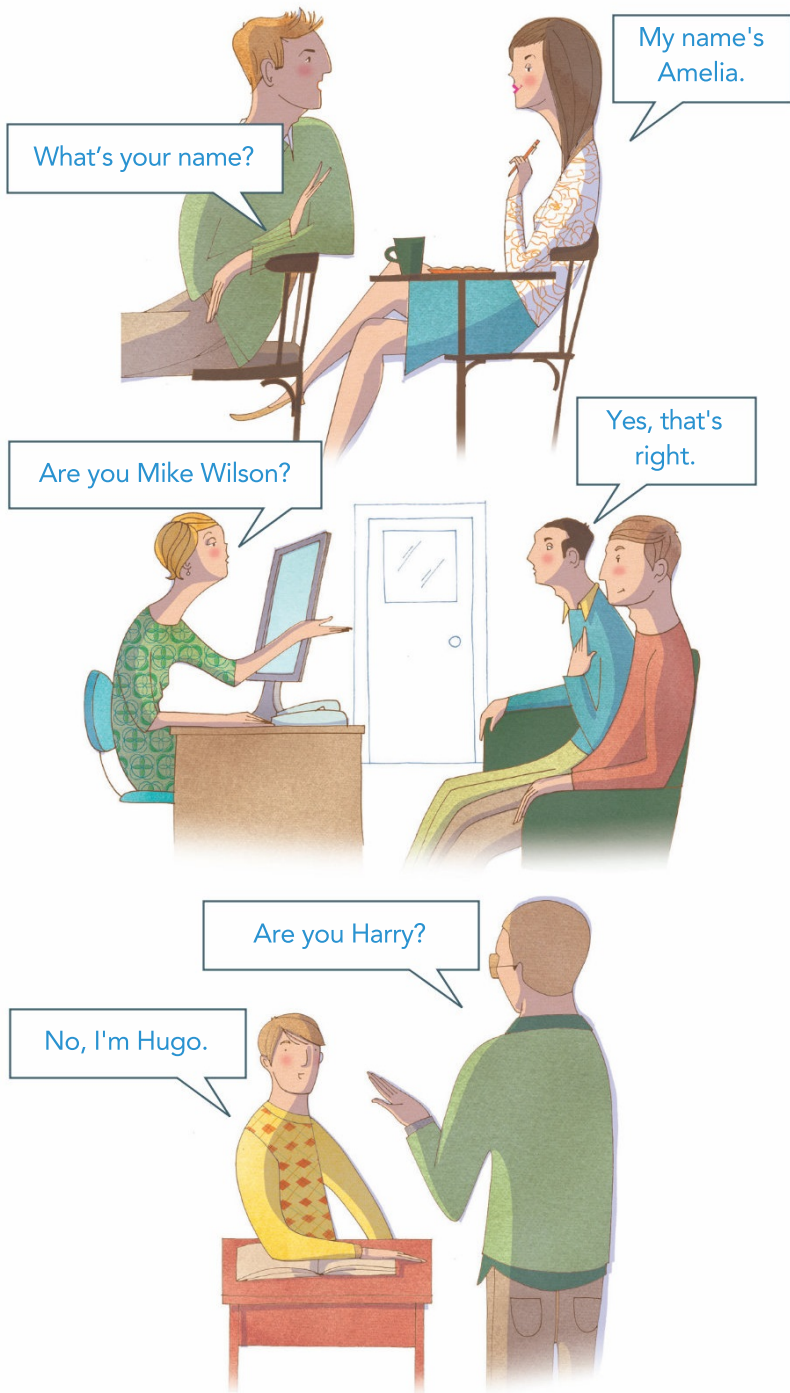 What’s your name?
My name's
Amelia.
Are you Mike Wilson?
Yes, that's
right.
Are you Harry?
No, I'm Hugo.